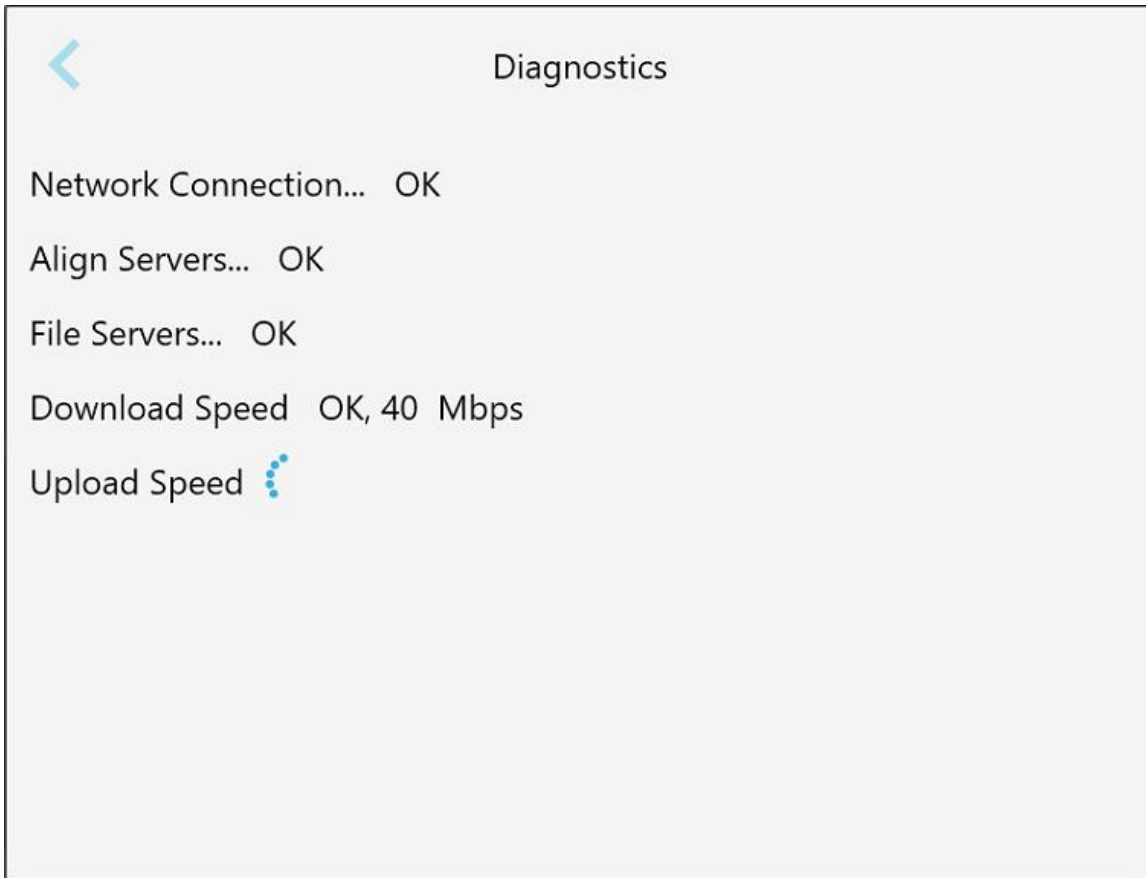 Diagnostics
Network Connection... OK
Align Servers... OK
File Servers... OK
Download Speed OK, 40 Mbps
Upload Speed